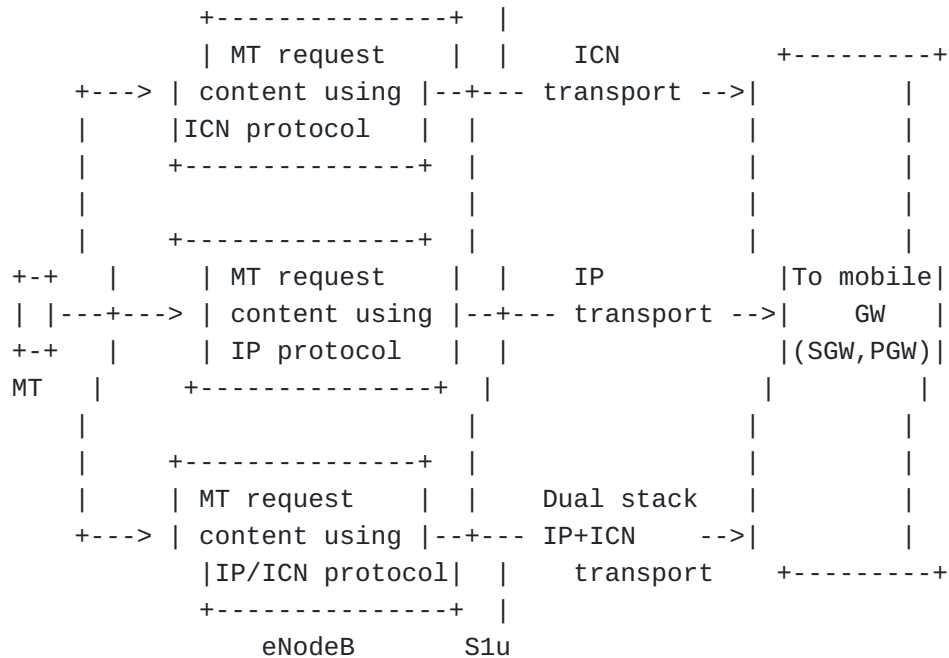 +---------------+  |
            | MT request    |  |    ICN          +---------+
    +---> | content using |--+--- transport -->|         |
    |     |ICN protocol   |  |                 |         |
    |     +---------------+  |                 |         |
    |                        |                 |         |
    |     +---------------+  |                 |         |
+-+   |     | MT request    |  |    IP           |To mobile|
| |---+---> | content using |--+--- transport -->|    GW   |
+-+   |     | IP protocol   |  |                 |(SGW,PGW)|
MT   |     +---------------+  |                 |         |
    |                        |                 |         |
    |     +---------------+  |                 |         |
    |     | MT request    |  |    Dual stack   |         |
    +---> | content using |--+--- IP+ICN    -->|         |
            |IP/ICN protocol|  |    transport    +---------+
            +---------------+  |
                eNodeB       S1u